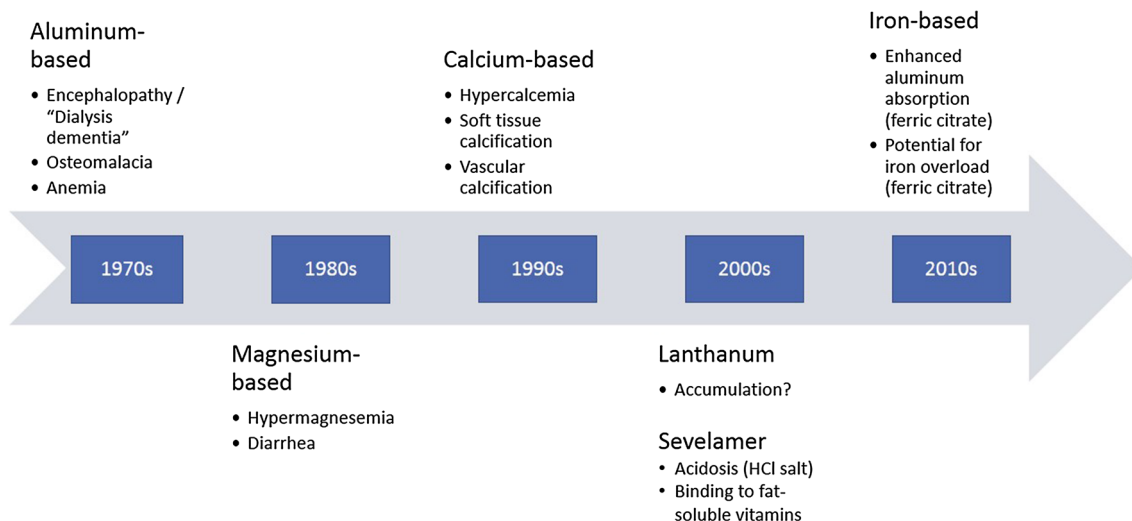 Aluminum-
based
• Encephalopathy /
“Dialysis
dementia”
• Osteomalacia
• Anemia
Calcium-based
• Hypercalcemia
• Soft tissue
calcification
• Vascular
calcification
Iron-based
• Enhanced
aluminum
absorption
(ferric citrate)
• Potential for
iron overload
(ferric citrate)
1970s
1980s
1990s
2000s
2010s
Magnesium-
based
• Hypermagnesemia
• Diarrhea
Lanthanum
• Accumulation?
Sevelamer
• Acidosis (HCl salt)
• Binding to fat-
soluble vitamins